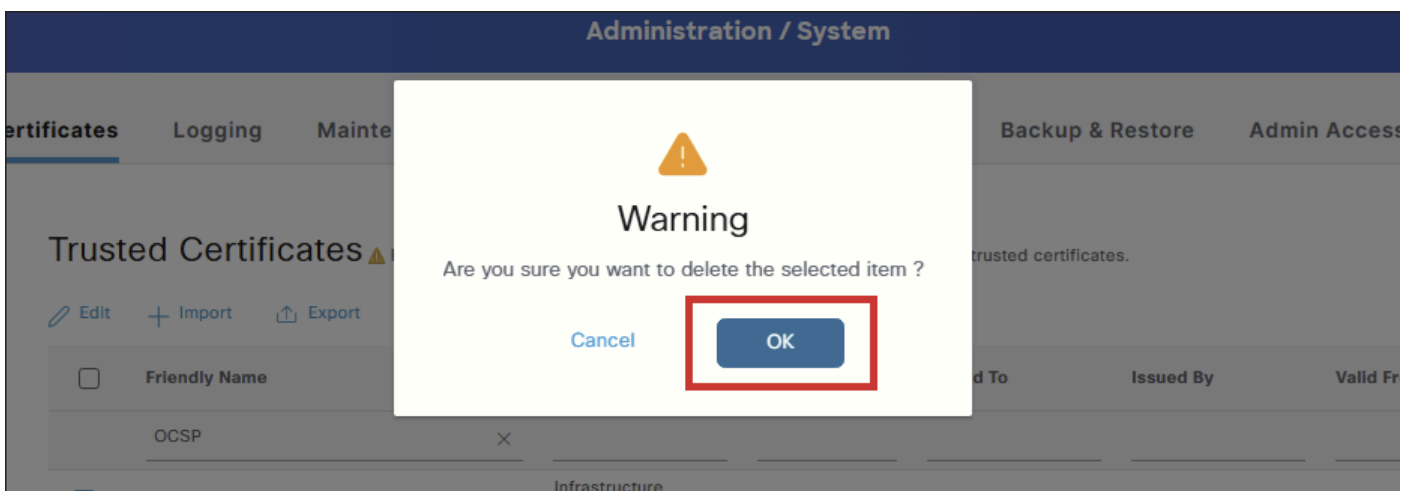 Administration / System
ertificates Logging Mainte Backup & Restore Admin Access
Warning
Trusted Certificates trusted certificates.
Are you sure you want to delete the selected item ?
Edit Import Export
Cancel OK
Friendly Name d To Issued By Valid Fr
OCSP
Infrastructure